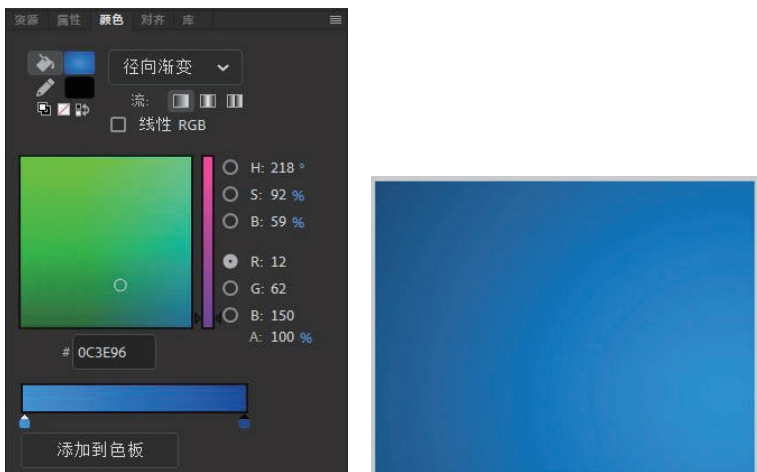 资源 属性 颜色 对齐 库
径向渐变
流:
线性 RGB
H: 218 °
S: 92 %
B: 59 %
R: 12
G: 62
B: 150
A: 100 %
# 0C3E96
添加到色板